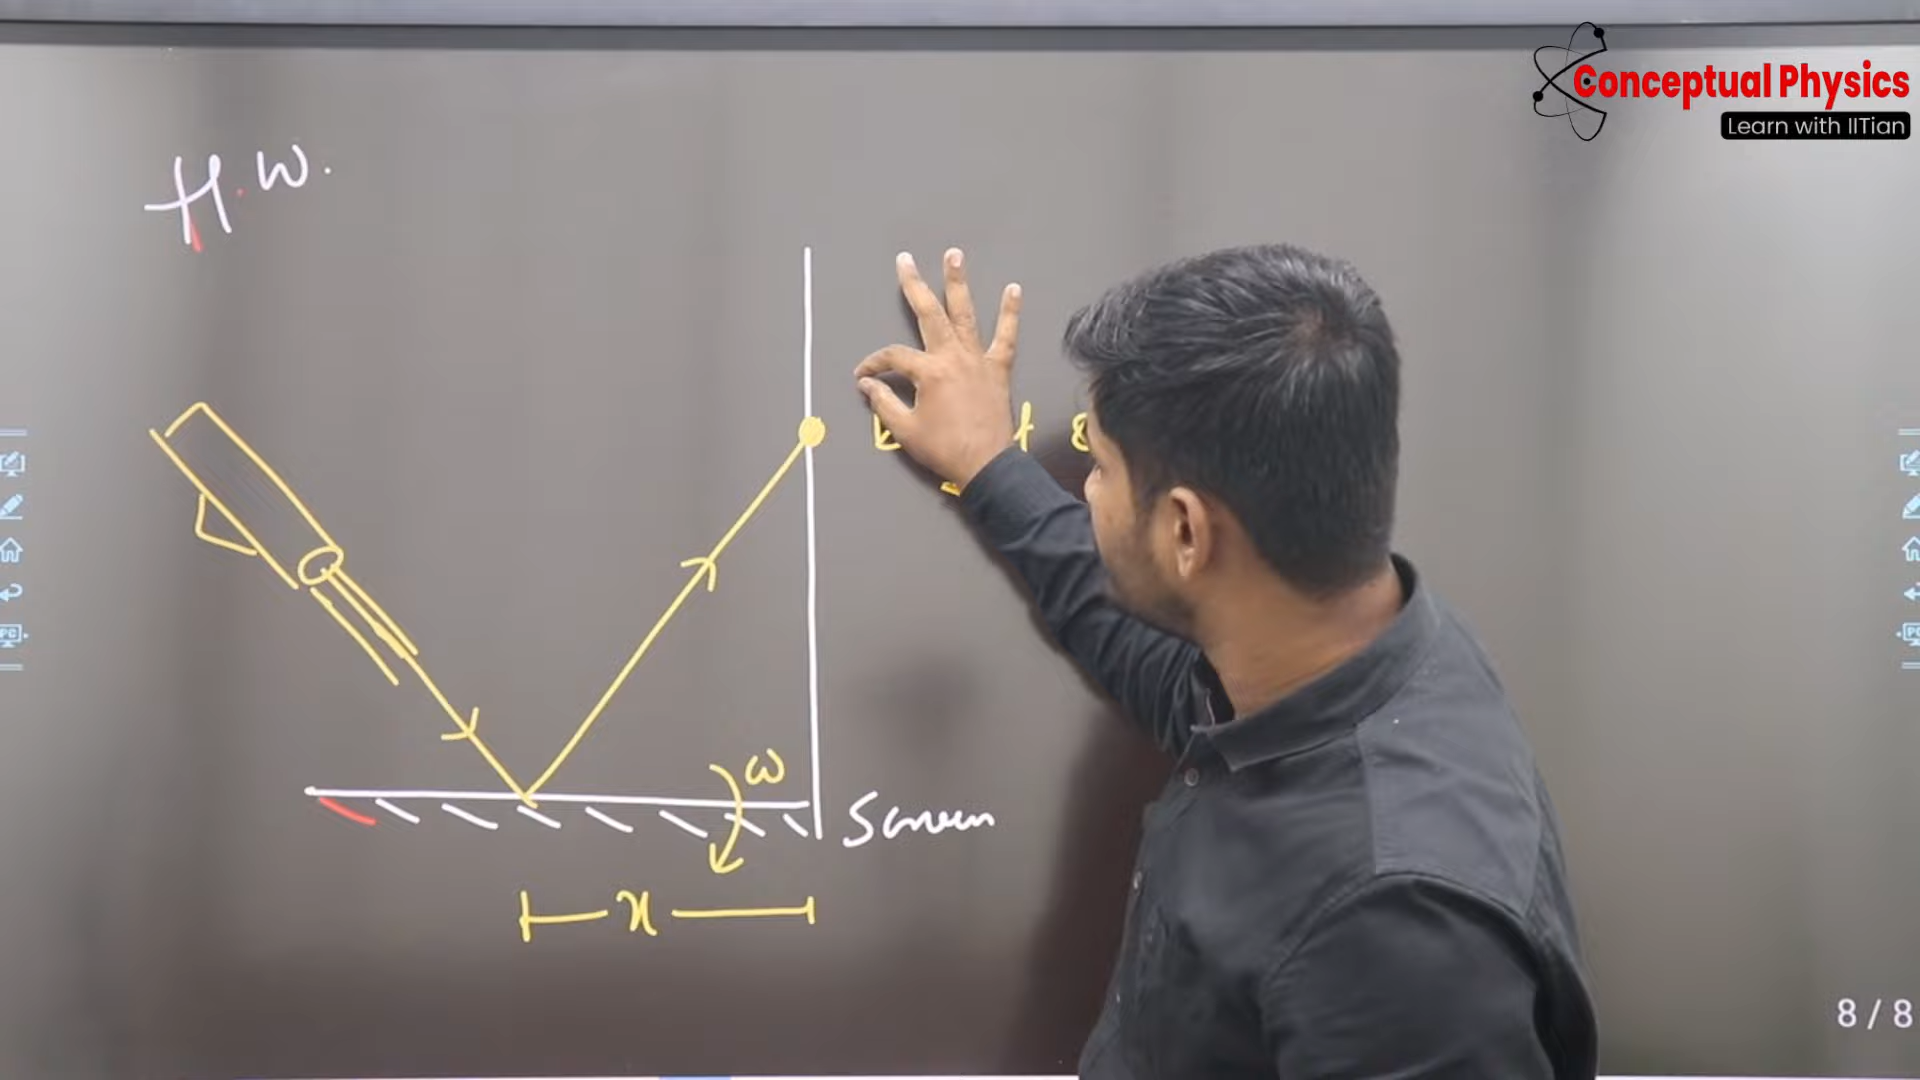 Conceptual Physics
Learn with IITian
H.W.
ω
Screen
x
8 / 8